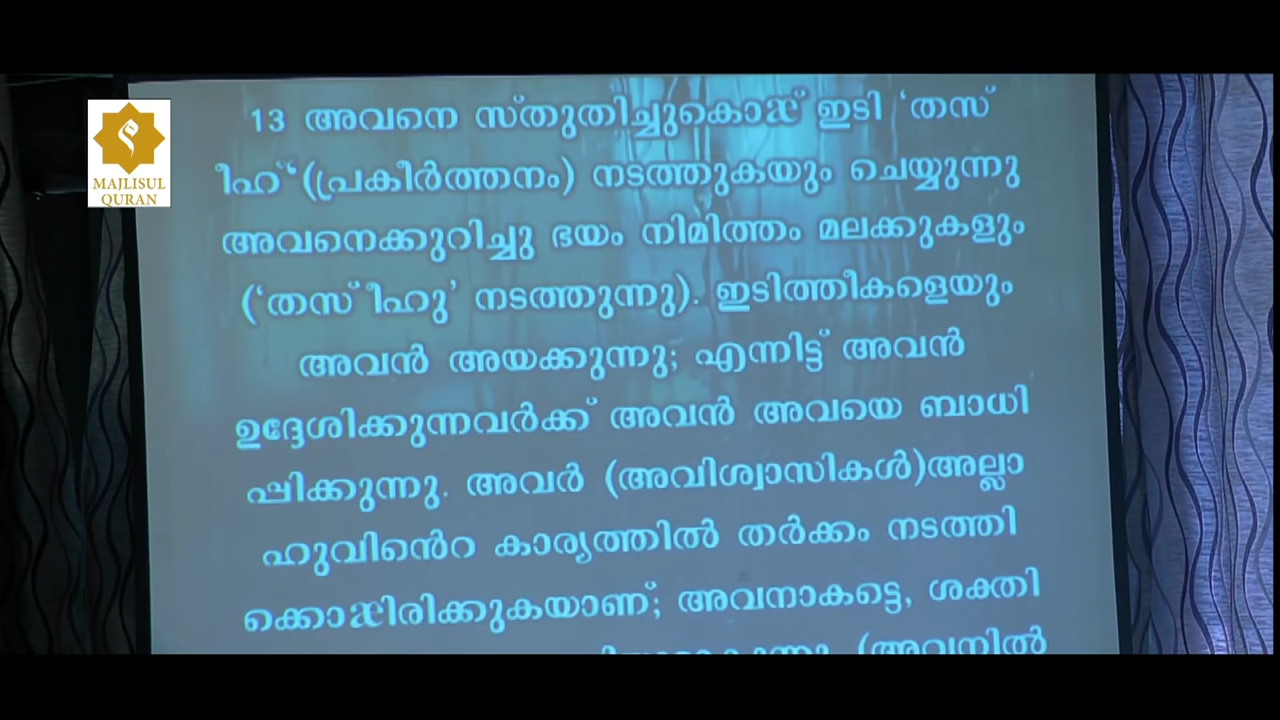 MAJLISUL
QURAN
13 അവനെ സ്തുതിച്ചുകൊæ് ഇടി ‘തസ്
ീഹ്‘‘(പ്രകീർത്തനം) നടത്തുകയും ചെയ്യുന്നു
അവനെക്കുറിച്ചു ഭയം നിമിത്തം മലക്കുകളും
(‘തസ് ീഹു’ നടത്തുന്നു). ഇടിത്തീകളെയും
അവൻ അയക്കുന്നു; എന്നിട്ട് അവൻ
ഉദ്ദേശിക്കുന്നവർക്ക് അവൻ അവയെ ബാധി
പ്പിക്കുന്നു. അവർ (അവിശ്വാസികൾ)അല്ലാ
ഹുവിൻെറ കാര്യത്തിൽ തർക്കം നടത്തി
ക്കൊæിരിക്കുകയാണ്; അവനാകട്ടെ, ശക്തി
(അവനിൽ